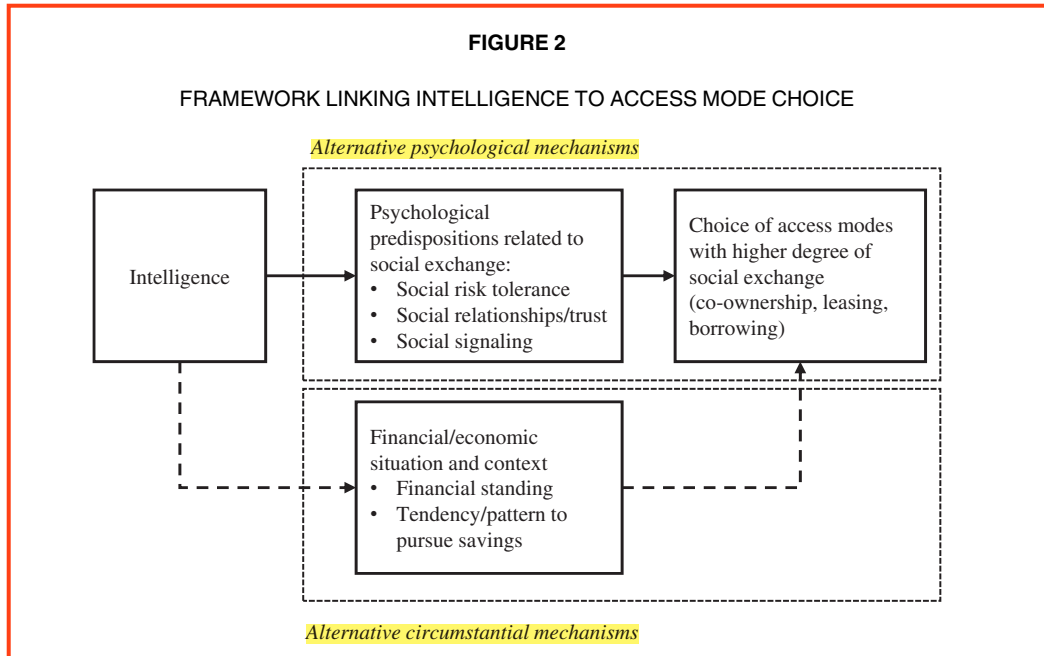 FIGURE 2
FRAMEWORK LINKING INTELLIGENCE TO ACCESS MODE CHOICE
Alternative psychological mechanisms
Intelligence
Psychological
predispositions related to
social exchange:
• Social risk tolerance
• Social relationships/trust
• Social signaling
Choice of access modes
with higher degree of
social exchange
(co-ownership, leasing,
borrowing)
Financial/economic
situation and context
• Financial standing
• Tendency/pattern to
pursue savings
Alternative circumstantial mechanisms